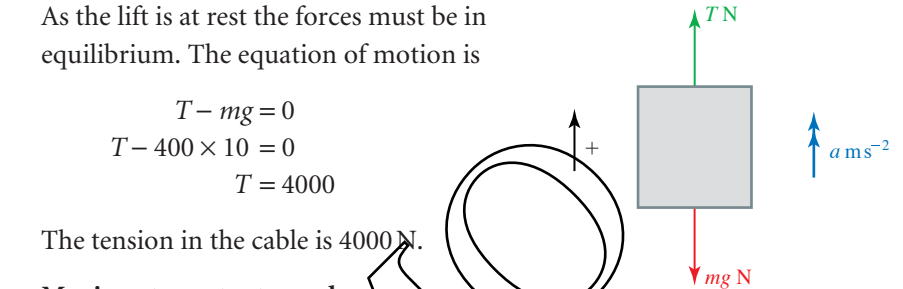 As the lift is at rest the forces must be in
equilibrium. The equation of motion is
T – mg = 0
T – 400 × 10 = 0
T = 4000
The tension in the cable is 4000 N.
T N
+
a m s⁻²
mg N